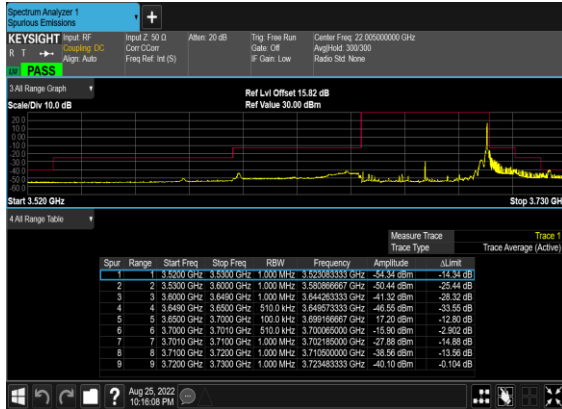 Spectrum Analyzer 1
Spurious Emissions
+
KEYSIGHT Input: RF Input Z: 50 Ω Atten: 20 dB Trig: Free Run Center Freq: 22.005000000 GHz
R T Coupling: DC Corr CCorr Gate: Off Avg|Hold: 300/300
Align: Auto Freq Ref: Int (S) IF Gain: Low Radio Std: None
PASS
3 All Range Graph Ref Lvl Offset 15.82 dB
Scale/Div 10.0 dB Ref Value 30.00 dBm
20.0
10.0
0.00
-10.0
-20.0
-30.0
-40.0
-50.0
-60.0
Start 3.520 GHz Stop 3.730 GH
4 All Range Table
Measure Trace Trace 1
Trace Type Trace Average (Active)
Spur Range Start Freq Stop Freq RBW Frequency Amplitude ΔLimit
1 1 3.5200 GHz 3.5300 GHz 1.000 MHz 3.523083333 GHz -54.34 dBm -14.34 dB
2 2 3.5300 GHz 3.6000 GHz 1.000 MHz 3.580866667 GHz -50.44 dBm -25.44 dB
3 3 3.6000 GHz 3.6490 GHz 1.000 MHz 3.644263333 GHz -41.32 dBm -28.32 dB
4 4 3.6490 GHz 3.6500 GHz 510.0 kHz 3.649573333 GHz -46.55 dBm -33.55 dB
5 5 3.6500 GHz 3.7000 GHz 100.0 kHz 3.699166667 GHz 17.20 dBm -12.80 dB
6 6 3.7000 GHz 3.7010 GHz 510.0 kHz 3.700065000 GHz -15.90 dBm -2.902 dB
7 7 3.7010 GHz 3.7100 GHz 1.000 MHz 3.702185000 GHz -27.88 dBm -14.88 dB
8 8 3.7100 GHz 3.7200 GHz 1.000 MHz 3.710500000 GHz -38.56 dBm -13.56 dB
9 9 3.7200 GHz 3.7300 GHz 1.000 MHz 3.723483333 GHz -40.10 dBm -0.104 dB
? Aug 25, 2022
10:16:08 PM